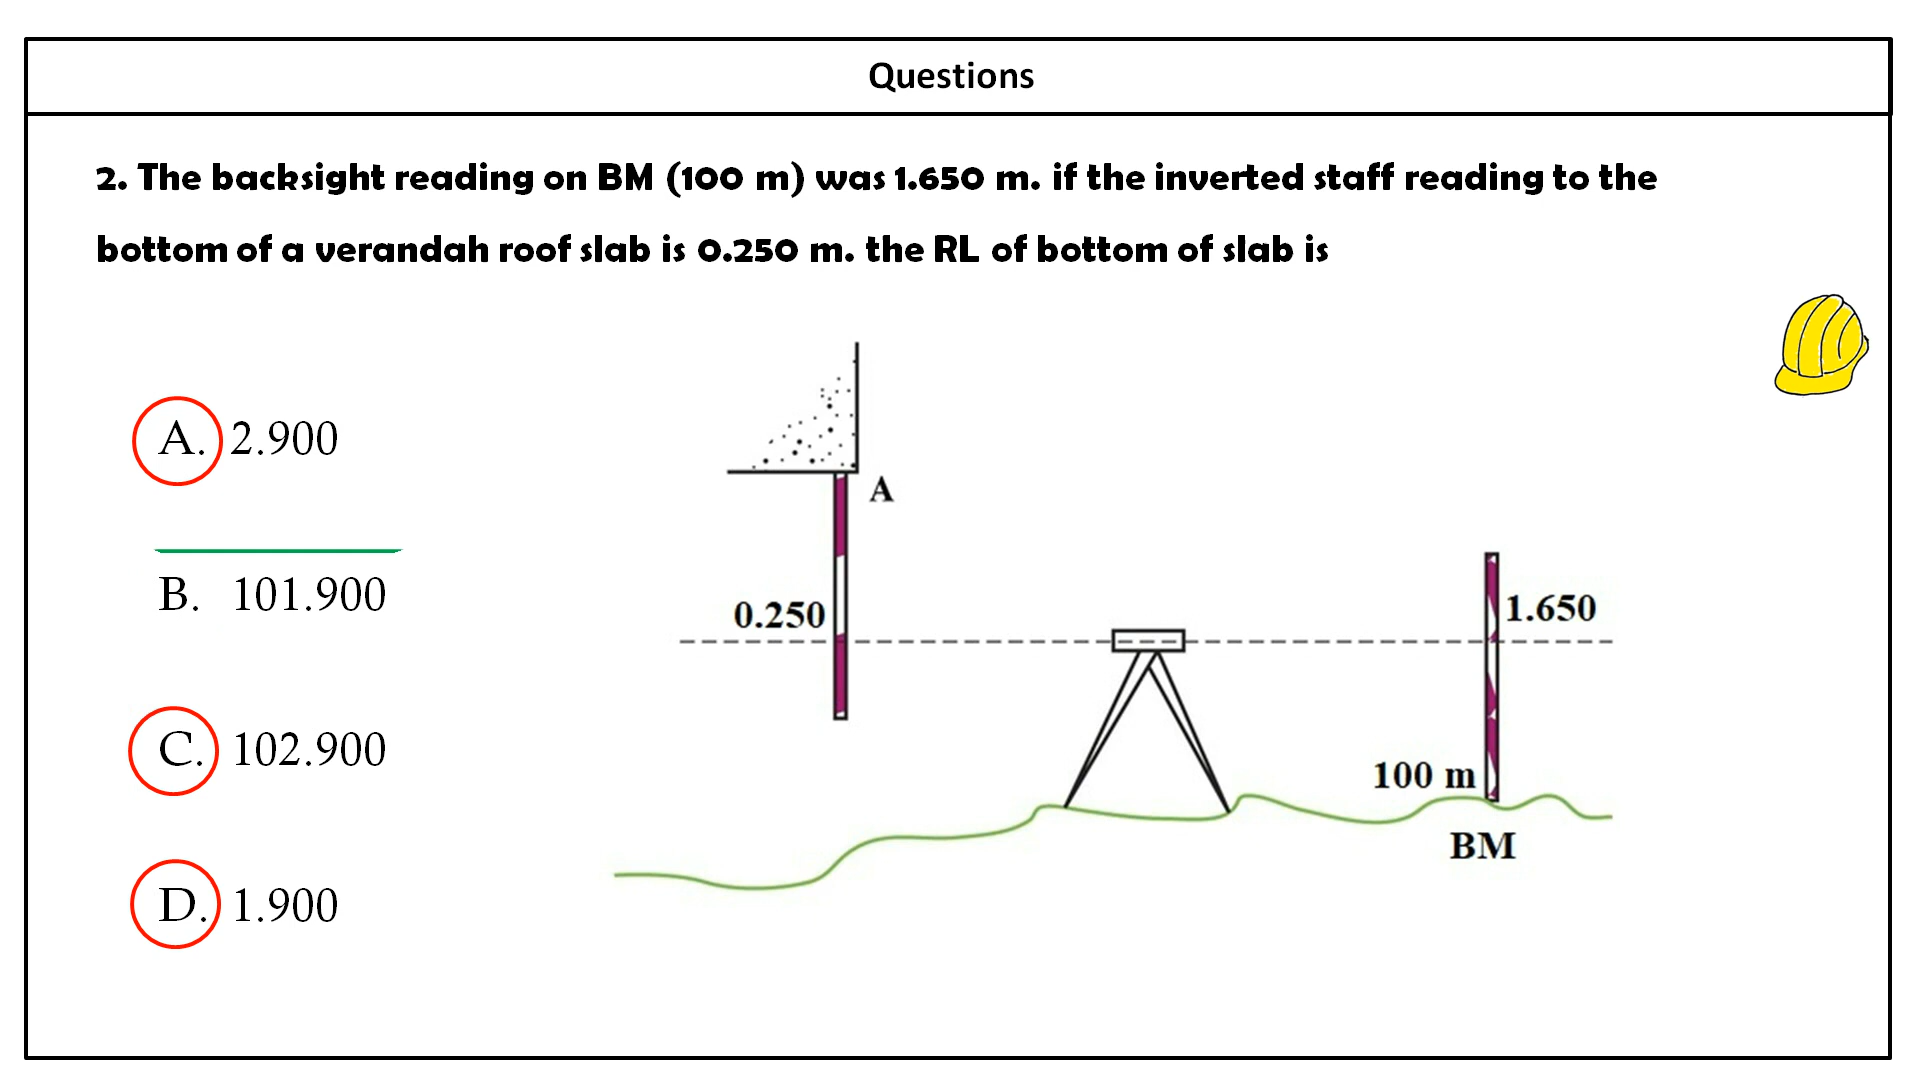 Questions
2. The backsight reading on BM (100 m) was 1.650 m. if the inverted staff reading to the
bottom of a verandah roof slab is 0.250 m. the RL of bottom of slab is
A. 2.900
B. 101.900
C. 102.900
D. 1.900
A
0.250
1.650
100 m
BM